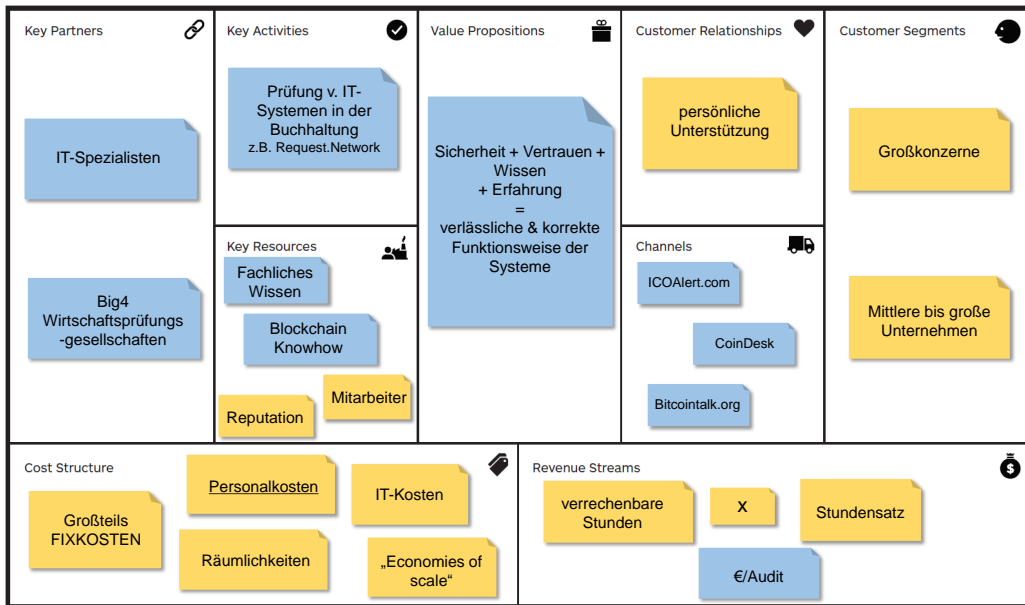 Key Partners
IT-Spezialisten
Big4
Wirtschaftsprüfungs
-gesellschaften
Key Activities
Prüfung v. IT-
Systemen in der
Buchhaltung
z.B. Request.Network
Key Resources
Fachliches
Wissen
Blockchain
Knowhow
Mitarbeiter
Reputation
Value Propositions
Sicherheit + Vertrauen +
Wissen
+ Erfahrung
=
verlässliche & korrekte
Funktionsweise der
Systeme
Customer Relationships
persönliche
Unterstützung
Channels
ICOAlert.com
CoinDesk
Bitcointalk.org
Customer Segments
Großkonzerne
Mittlere bis große
Unternehmen
Cost Structure
Großteils
FIXKOSTEN
Personalkosten
IT-Kosten
Räumlichkeiten
„Economies of
scale“
Revenue Streams
verrechenbare
Stunden
X
Stundensatz
€/Audit
$